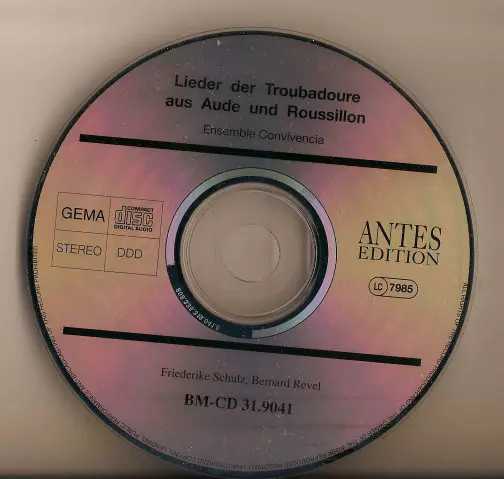 Lieder der Troubadoure
aus Aude und Roussillon
Ensemble Convivencia
GEMA
COMPACT
disc
DIGITAL AUDIO
STEREO
DDD
ANTES
EDITION
LC 7985
Friederike Schulz, Bernard Revel
BM-CD 31.9041